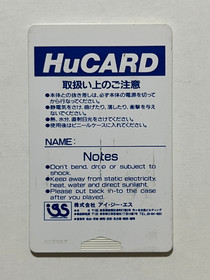 HuCARD
取扱い上のご注意
●本体との抜き差しは、必ず本体の電源を切って
から行なってください。
●静電気をさけ、曲げたり、濡したり、衝撃を与え
ないでください。
●熱、水分、直射日光をさけてください。
●使用後はビニールケースに入れてください。
NAME:
Notes
●Don't bend, drop or subject to
shock.
●Keep away from static electricity,
heat, water and direct sunlight.
●Please put back in-to the case
after you played.
IGS
株式会社 アイ・ジー・エス